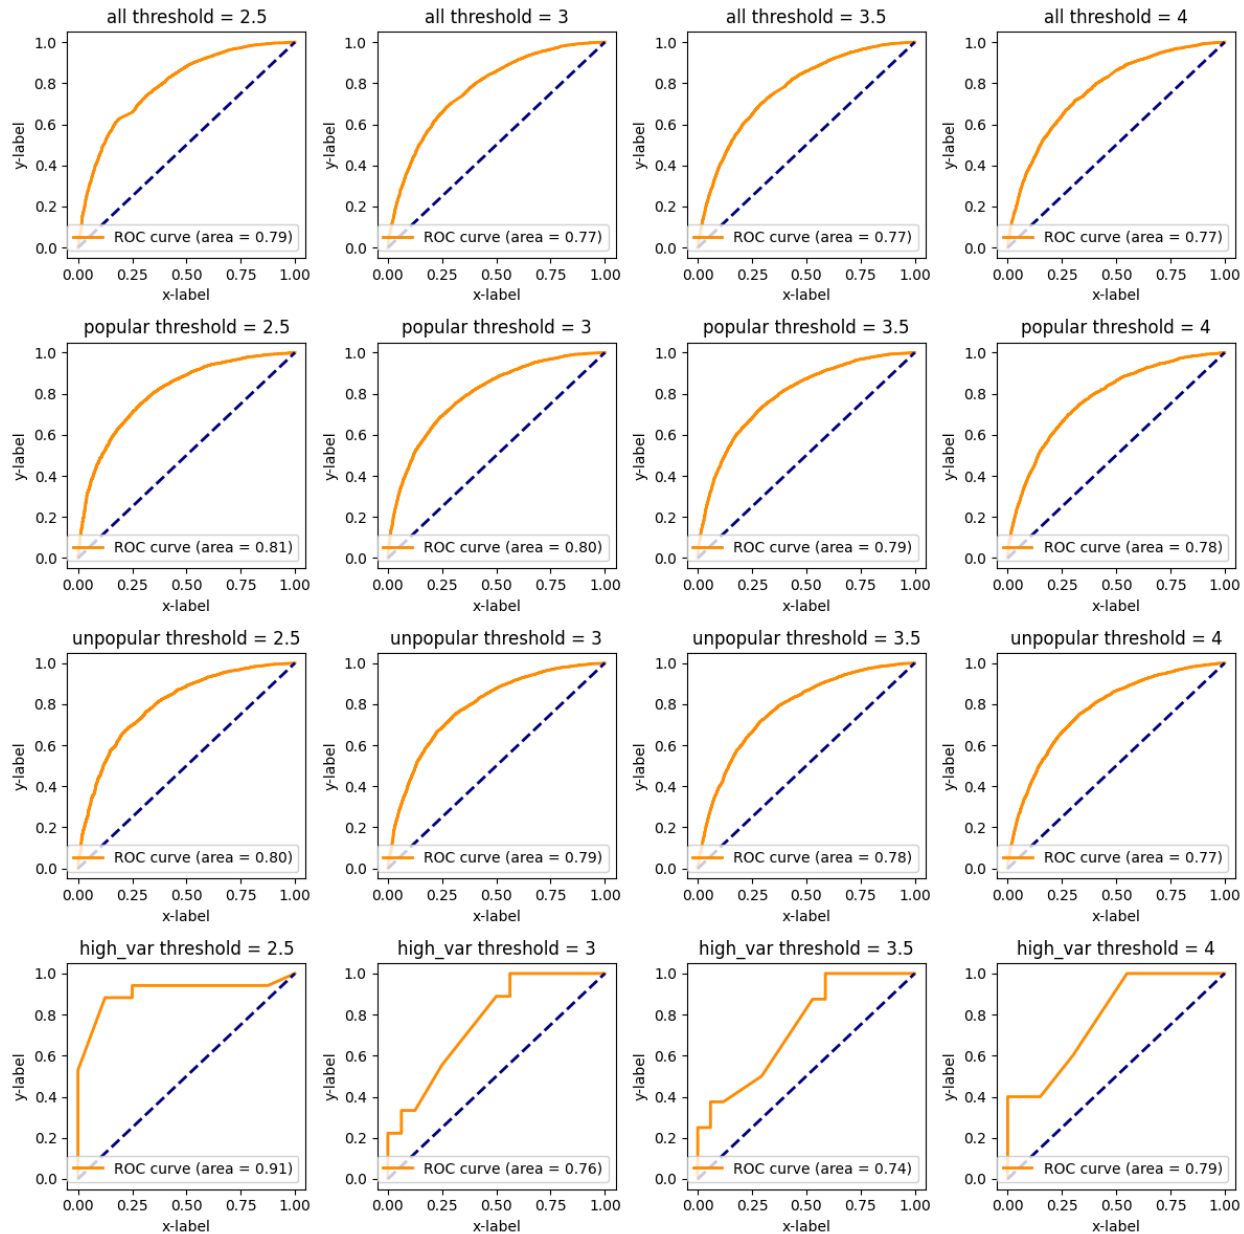 all threshold = 2.5
1.0
0.8
0.6
0.4
0.2
0.0
y-label
ROC curve (area = 0.79)
0.00 0.25 0.50 0.75 1.00
x-label
all threshold = 3
1.0
0.8
0.6
0.4
0.2
0.0
y-label
ROC curve (area = 0.77)
0.00 0.25 0.50 0.75 1.00
x-label
all threshold = 3.5
1.0
0.8
0.6
0.4
0.2
0.0
y-label
ROC curve (area = 0.77)
0.00 0.25 0.50 0.75 1.00
x-label
all threshold = 4
1.0
0.8
0.6
0.4
0.2
0.0
y-label
ROC curve (area = 0.77)
0.00 0.25 0.50 0.75 1.00
x-label
popular threshold = 2.5
1.0
0.8
0.6
0.4
0.2
0.0
y-label
ROC curve (area = 0.81)
0.00 0.25 0.50 0.75 1.00
x-label
popular threshold = 3
1.0
0.8
0.6
0.4
0.2
0.0
y-label
ROC curve (area = 0.80)
0.00 0.25 0.50 0.75 1.00
x-label
popular threshold = 3.5
1.0
0.8
0.6
0.4
0.2
0.0
y-label
ROC curve (area = 0.79)
0.00 0.25 0.50 0.75 1.00
x-label
popular threshold = 4
1.0
0.8
0.6
0.4
0.2
0.0
y-label
ROC curve (area = 0.78)
0.00 0.25 0.50 0.75 1.00
x-label
unpopular threshold = 2.5
1.0
0.8
0.6
0.4
0.2
0.0
y-label
ROC curve (area = 0.80)
0.00 0.25 0.50 0.75 1.00
x-label
unpopular threshold = 3
1.0
0.8
0.6
0.4
0.2
0.0
y-label
ROC curve (area = 0.79)
0.00 0.25 0.50 0.75 1.00
x-label
unpopular threshold = 3.5
1.0
0.8
0.6
0.4
0.2
0.0
y-label
ROC curve (area = 0.78)
0.00 0.25 0.50 0.75 1.00
x-label
unpopular threshold = 4
1.0
0.8
0.6
0.4
0.2
0.0
y-label
ROC curve (area = 0.77)
0.00 0.25 0.50 0.75 1.00
x-label
high_var threshold = 2.5
1.0
0.8
0.6
0.4
0.2
0.0
y-label
ROC curve (area = 0.91)
0.00 0.25 0.50 0.75 1.00
x-label
high_var threshold = 3
1.0
0.8
0.6
0.4
0.2
0.0
y-label
ROC curve (area = 0.76)
0.00 0.25 0.50 0.75 1.00
x-label
high_var threshold = 3.5
1.0
0.8
0.6
0.4
0.2
0.0
y-label
ROC curve (area = 0.74)
0.00 0.25 0.50 0.75 1.00
x-label
high_var threshold = 4
1.0
0.8
0.6
0.4
0.2
0.0
y-label
ROC curve (area = 0.79)
0.00 0.25 0.50 0.75 1.00
x-label